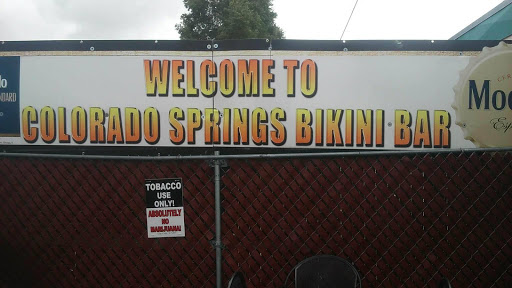 WELCOME TO
COLORADO SPRINGS BIKINI BAR
TOBACCO
USE
ONLY!
ABSOLUTELY
NO
MARIJUANA!